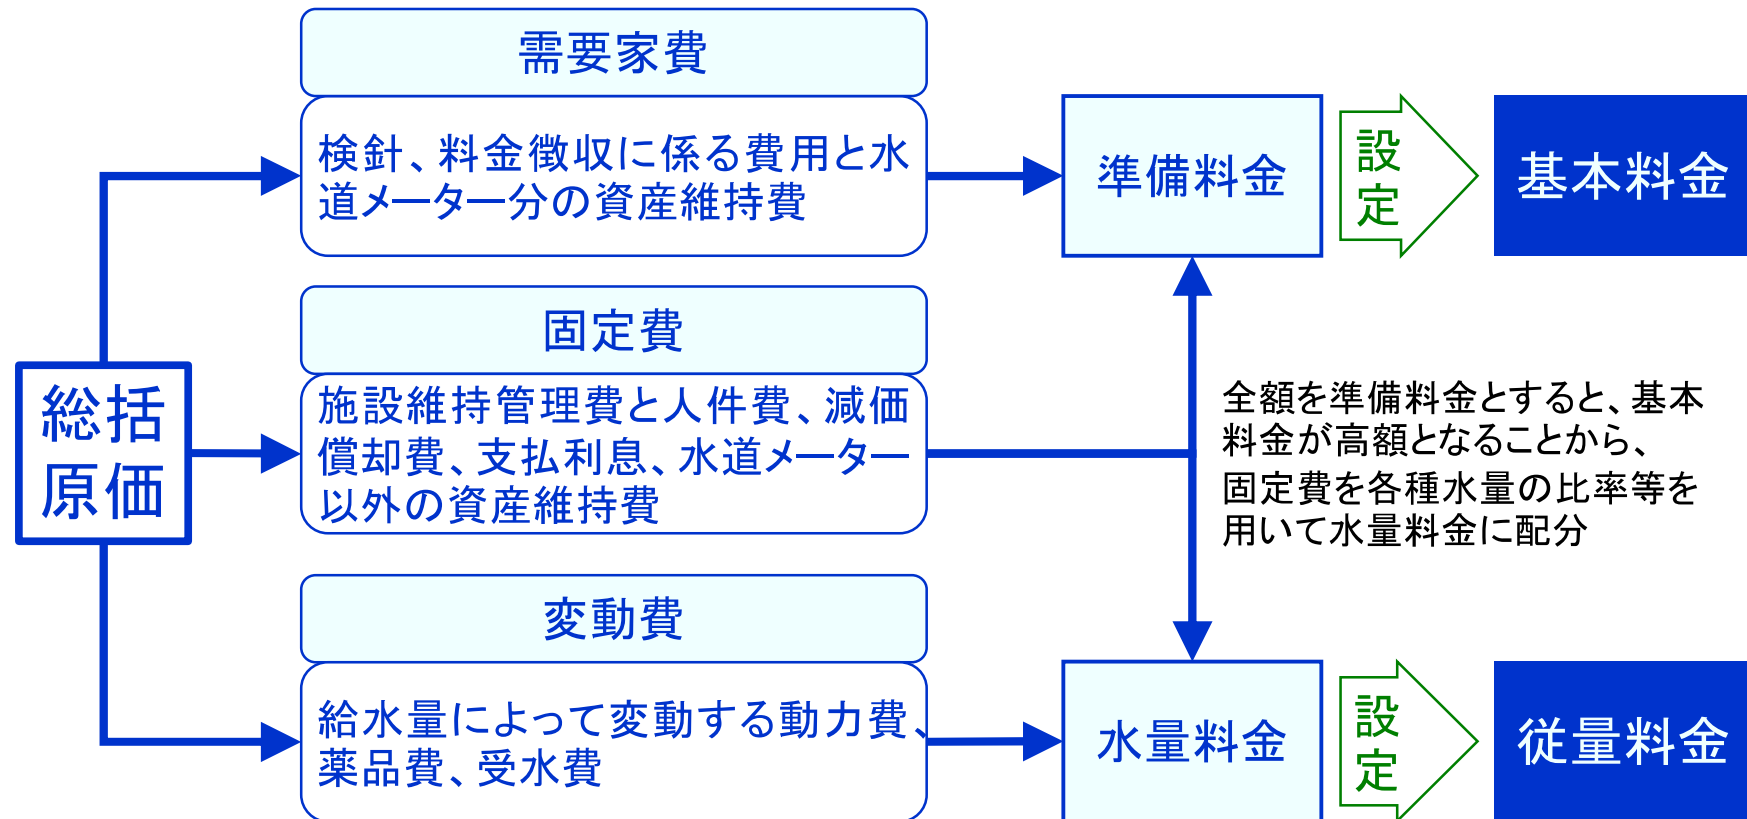 需要家費
検針、料金徴収に係る費用と水
道メーター分の資産維持費
準備料金
設
定
基本料金
固定費
施設維持管理費と人件費、減価
償却費、支払利息、水道メーター
以外の資産維持費
総括
原価
全額を準備料金とすると、基本
料金が高額となることから、
固定費を各種水量の比率等を
用いて水量料金に配分
変動費
給水量によって変動する動力費、
薬品費、受水費
水量料金
設
定
従量料金